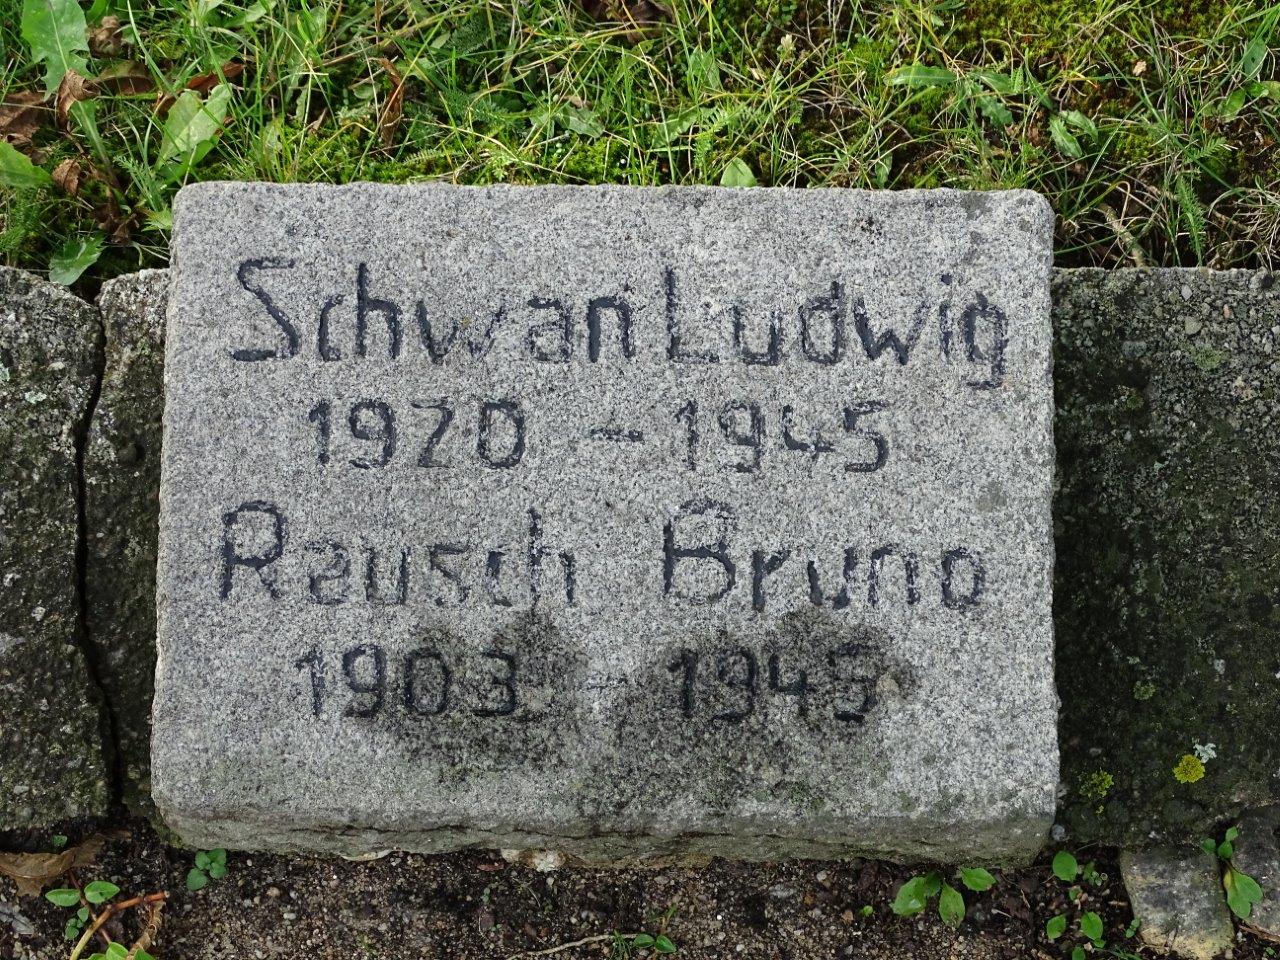 Schwan Ludwig
1920 - 1945
Rausch Bruno
1903 - 1945